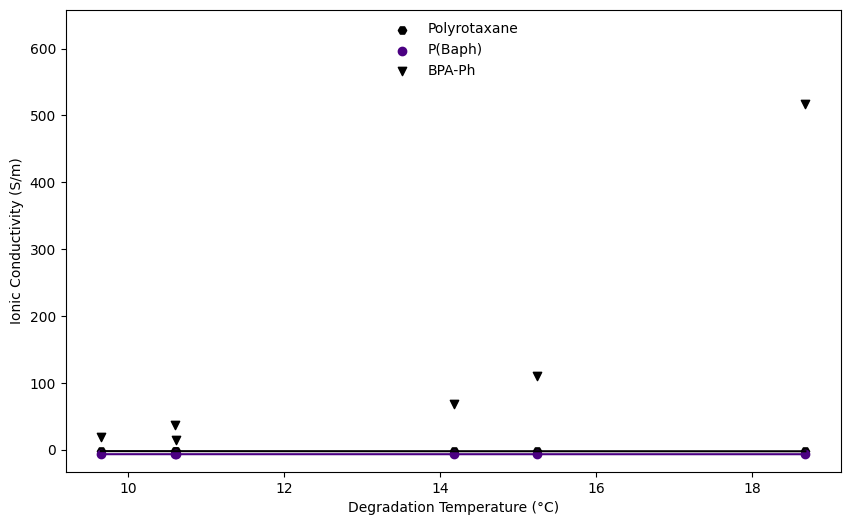 Polyrotaxane
P(Baph)
BPA-Ph
600
500
400
300
200
100
0
Ionic Conductivity (S/m)
10 12 14 16 18
Degradation Temperature (°C)